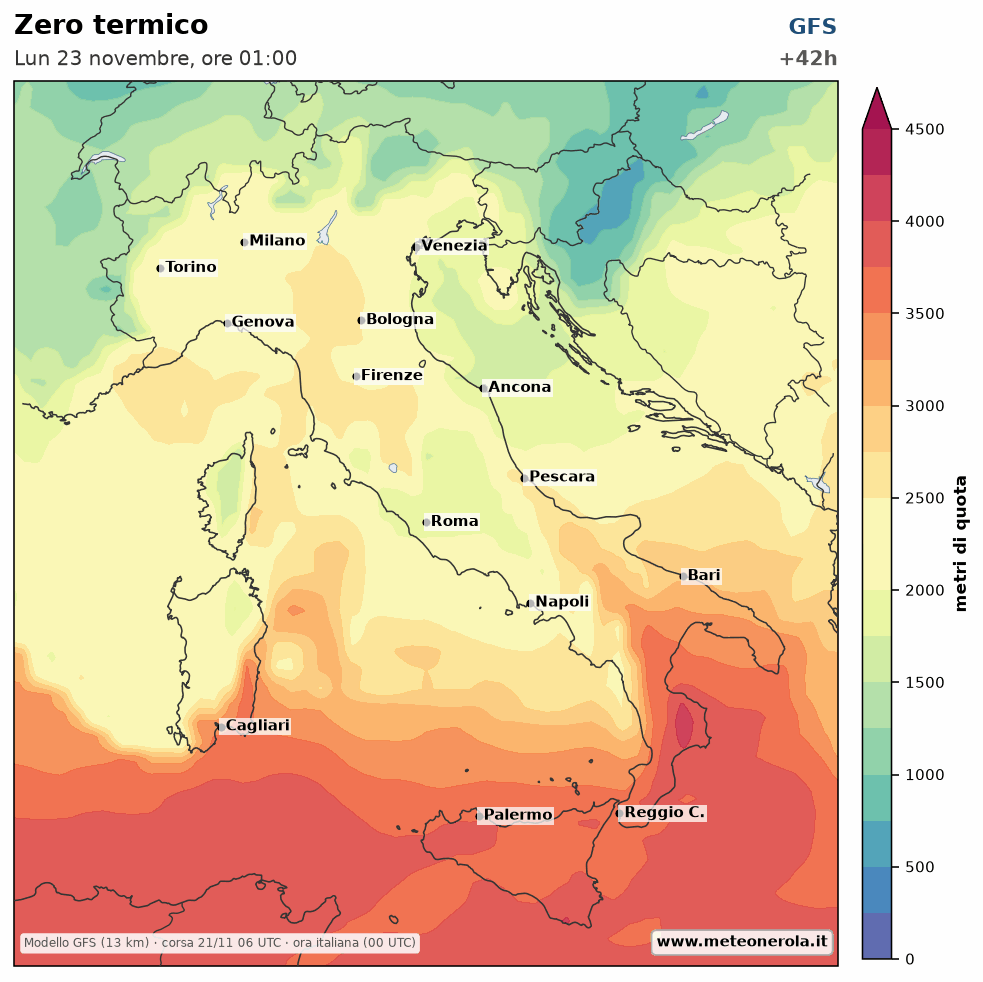 Zero termico
GFS
Lun 23 novembre, ore 01:00
+42h
Milano
Venezia
Torino
Genova
Bologna
Firenze
Ancona
Pescara
Roma
Bari
Napoli
Cagliari
Palermo
Reggio C.
4500
4000
3500
3000
2500
2000
1500
1000
500
0
metri di quota
Modello GFS (13 km) · corsa 21/11 06 UTC · ora italiana (00 UTC)
www.meteonerola.it